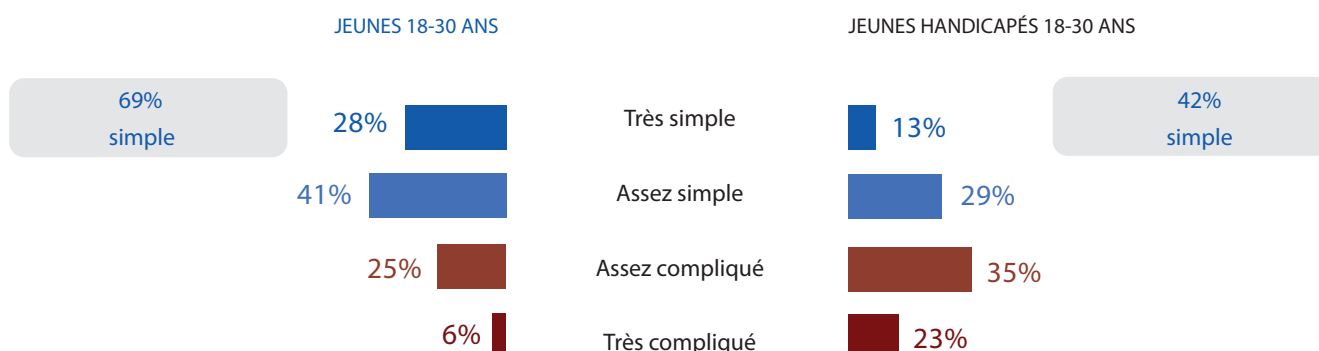 JEUNES 18-30 ANS
JEUNES HANDICAPÉS 18-30 ANS
69%
simple
28%
Très simple
13%
42%
simple
41%
Assez simple
29%
25%
Assez compliqué
35%
6%
Très compliqué
23%